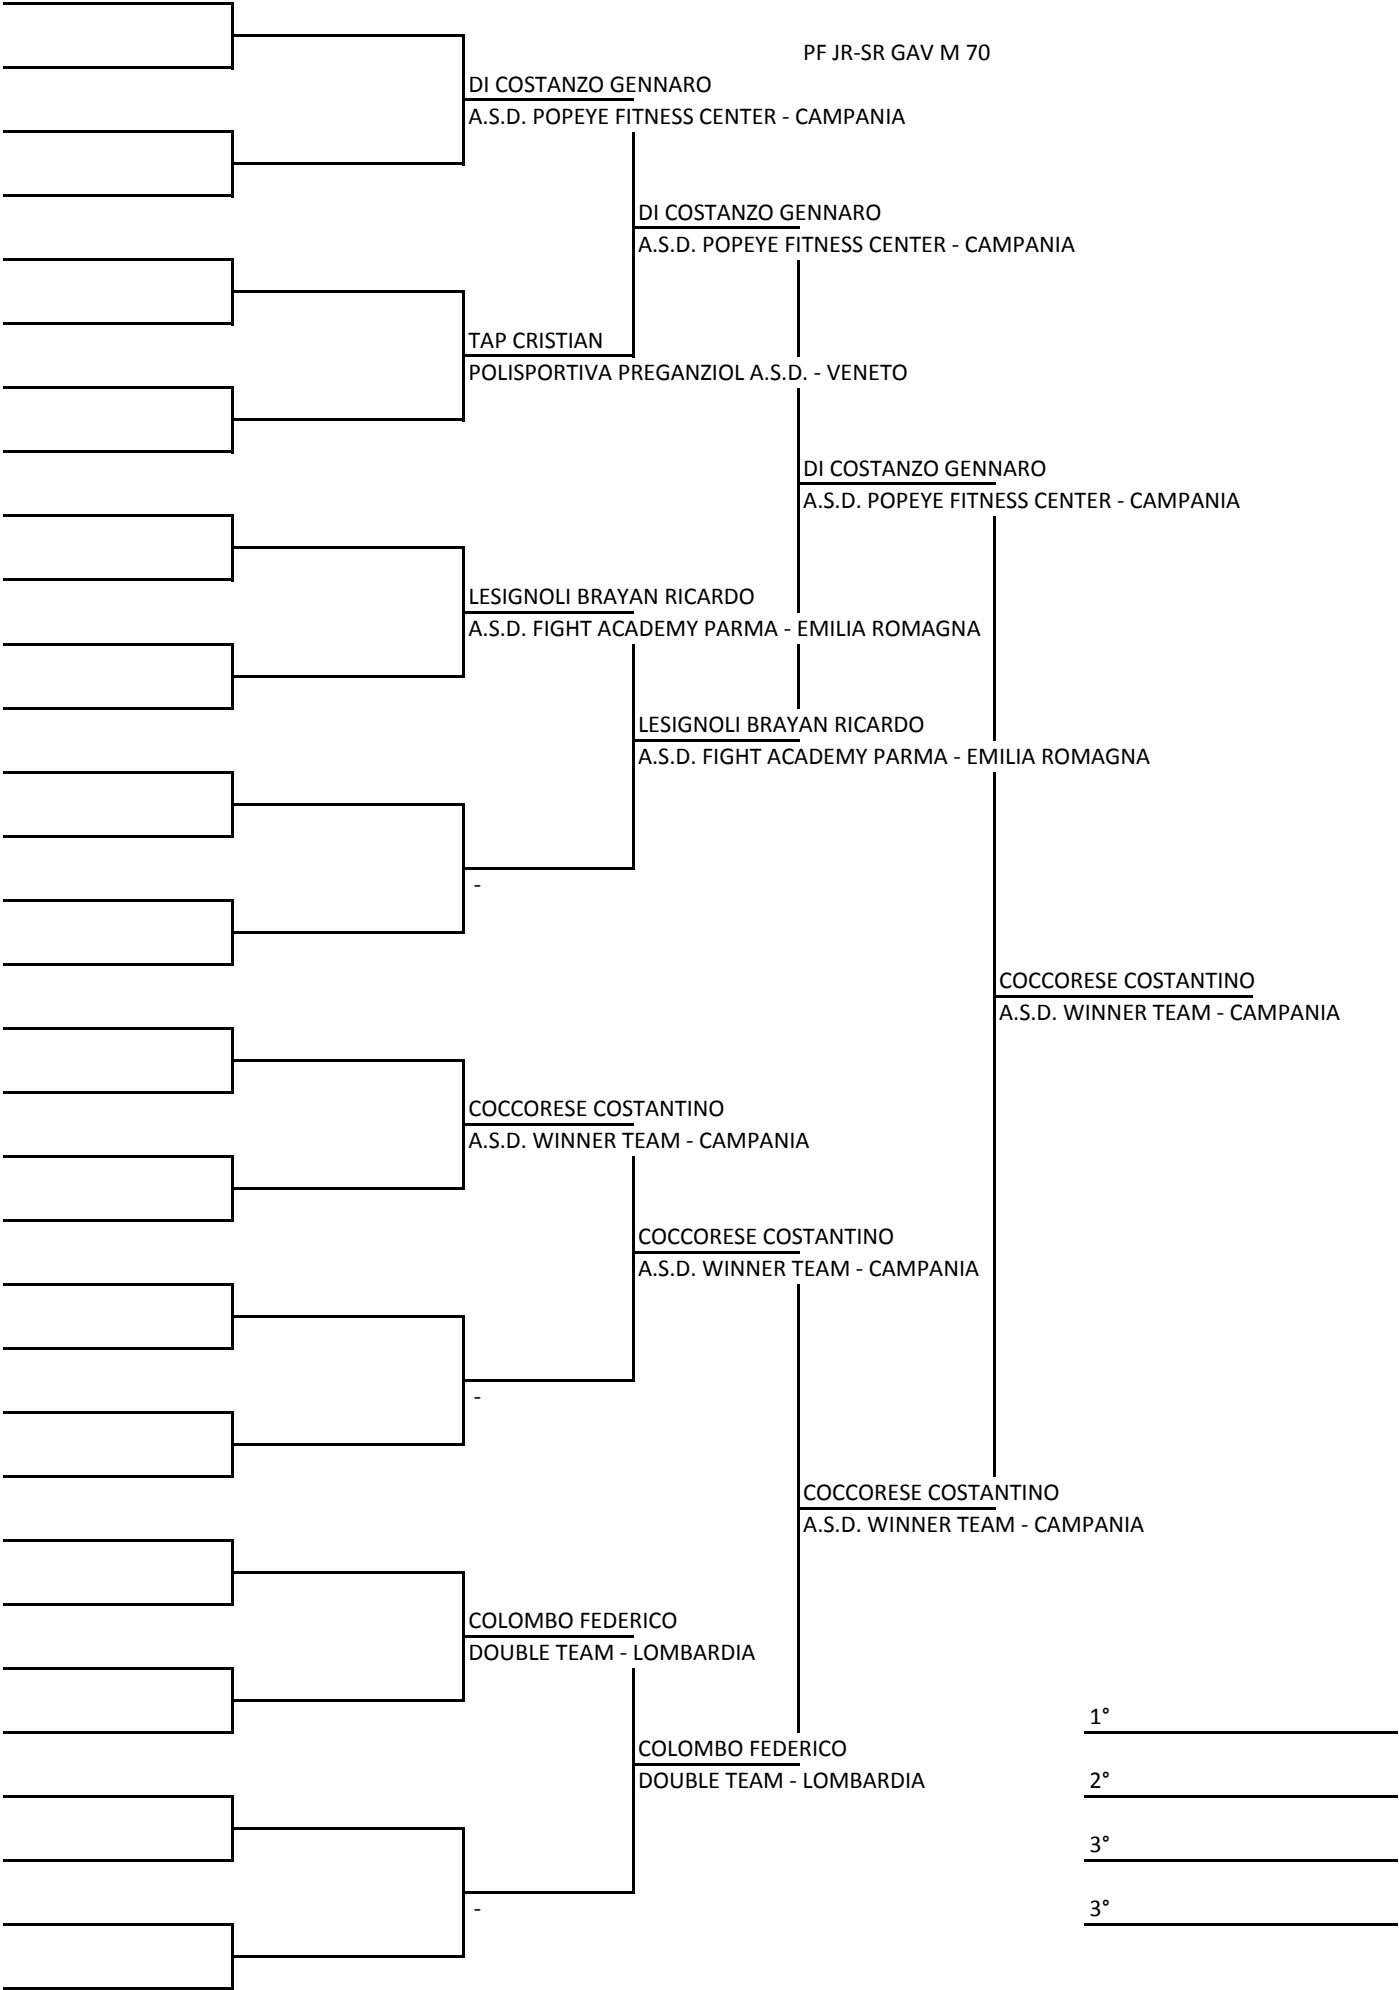 PF JR-SR GAV M 70
DI COSTANZO GENNARO
A.S.D. POPEYE FITNESS CENTER - CAMPANIA
DI COSTANZO GENNARO
A.S.D. POPEYE FITNESS CENTER - CAMPANIA
TAP CRISTIAN
POLISPORTIVA PREGANZIOL A.S.D. - VENETO
DI COSTANZO GENNARO
A.S.D. POPEYE FITNESS CENTER - CAMPANIA
LESIGNOLI BRAYAN RICARDO
A.S.D. FIGHT ACADEMY PARMA - EMILIA ROMAGNA
LESIGNOLI BRAYAN RICARDO
A.S.D. FIGHT ACADEMY PARMA - EMILIA ROMAGNA
-
COCCORESE COSTANTINO
A.S.D. WINNER TEAM - CAMPANIA
COCCORESE COSTANTINO
A.S.D. WINNER TEAM - CAMPANIA
COCCORESE COSTANTINO
A.S.D. WINNER TEAM - CAMPANIA
-
COCCORESE COSTANTINO
A.S.D. WINNER TEAM - CAMPANIA
COLOMBO FEDERICO
DOUBLE TEAM - LOMBARDIA
1°
COLOMBO FEDERICO
DOUBLE TEAM - LOMBARDIA
2°
3°
-
3°